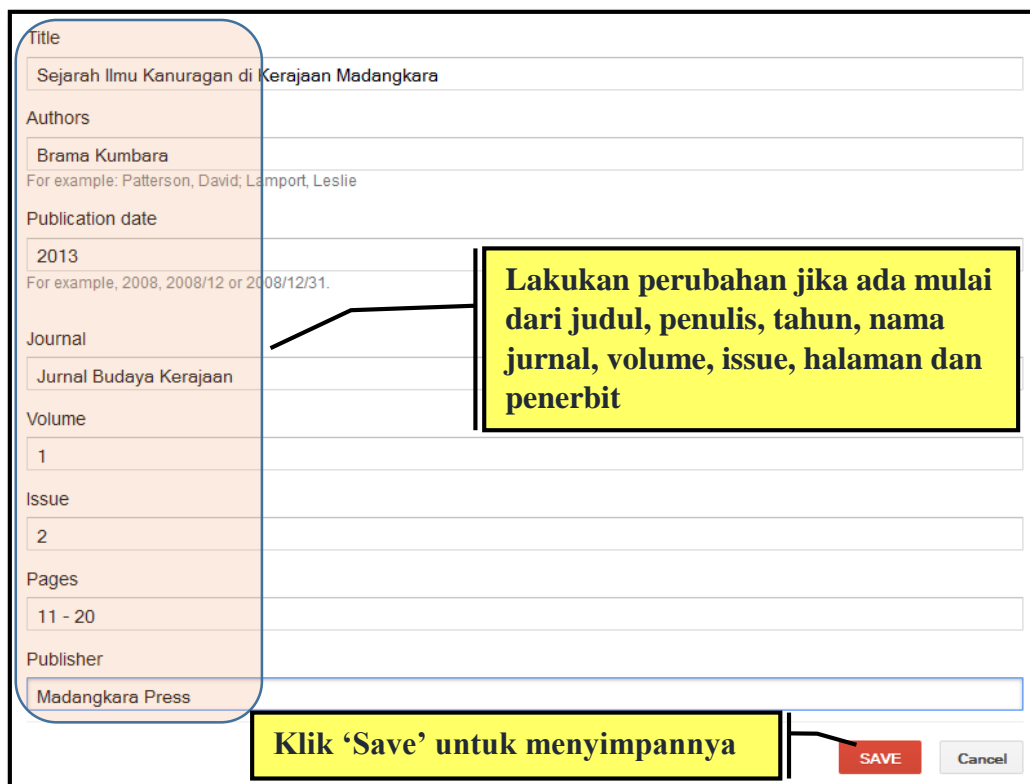 Title
Sejarah Ilmu Kanuragan di Kerajaan Madangkara
Authors
Brama Kumbara
For example: Patterson, David; Lamport, Leslie
Publication date
2013
For example, 2008, 2008/12 or 2008/12/31.
Lakukan perubahan jika ada mulai
dari judul, penulis, tahun, nama
jurnal, volume, issue, halaman dan
penerbit
Journal
Jurnal Budaya Kerajaan
Volume
1
Issue
2
Pages
11 - 20
Publisher
Madangkara Press
Klik ‘Save’ untuk menyimpannya
SAVE
Cancel